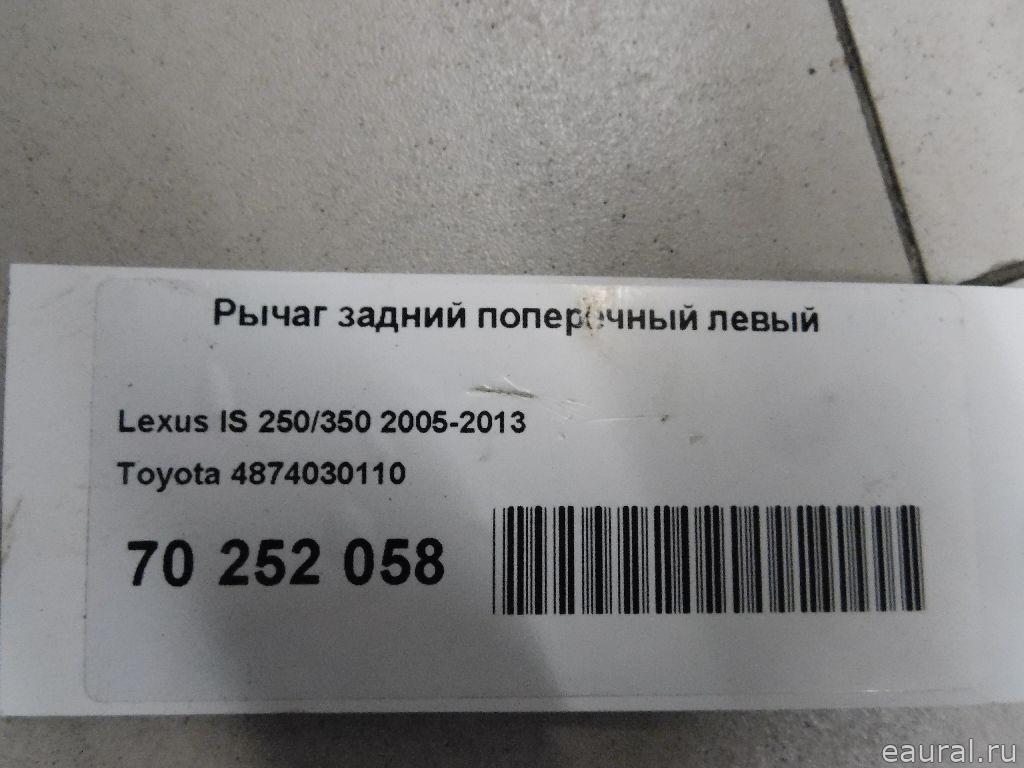 Рычаг задний поперечный левый
Lexus IS 250/350 2005-2013
Toyota 4874030110
70 252 058
eaural.ru